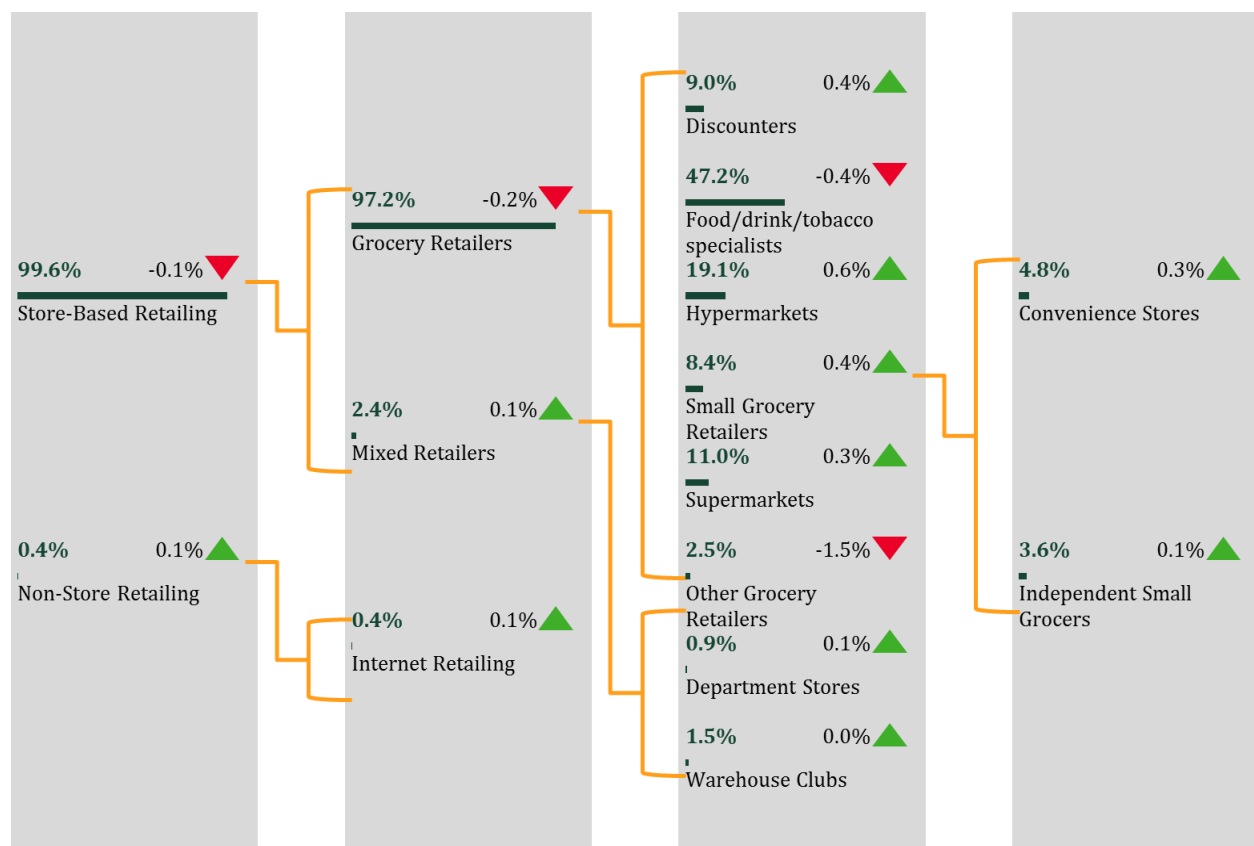 99.6% -0.1%
Store-Based Retailing
0.4% 0.1%
Non-Store Retailing
97.2% -0.2%
Grocery Retailers
2.4% 0.1%
Mixed Retailers
0.4% 0.1%
Internet Retailing
9.0% 0.4%
Discounters
47.2% -0.4%
Food/drink/tobacco
specialists
19.1% 0.6%
Hypermarkets
8.4% 0.4%
Small Grocery
Retailers
11.0% 0.3%
Supermarkets
2.5% -1.5%
Other Grocery
Retailers
0.9% 0.1%
Department Stores
1.5% 0.0%
Warehouse Clubs
4.8% 0.3%
Convenience Stores
3.6% 0.1%
Independent Small
Grocers